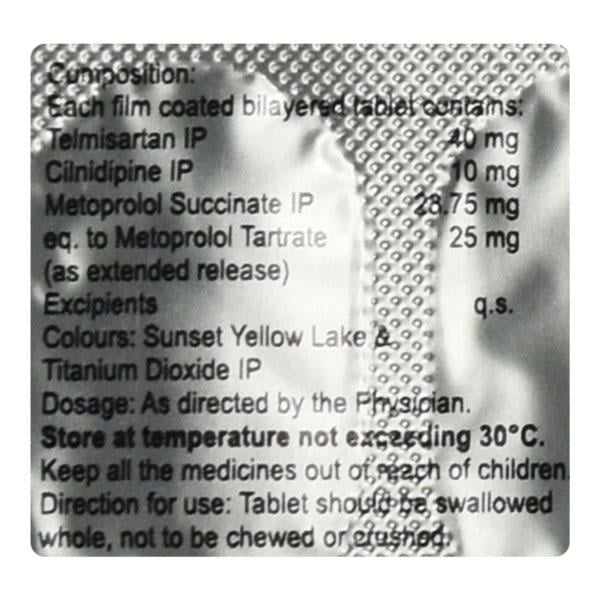 Composition:
Each film coated bilayered tablet contains:
Telmisartan IP 40 mg
Cilnidipine IP 10 mg
Metoprolol Succinate IP 23.75 mg
eq. to Metoprolol Tartrate 25 mg
(as extended release)
Excipients q.s.
Colours: Sunset Yellow Lake &
Titanium Dioxide IP
Dosage: As directed by the Physician.
Store at temperature not exceeding 30°C.
Keep all the medicines out of reach of children.
Direction for use: Tablet should be swallowed
whole, not to be chewed or crushed.